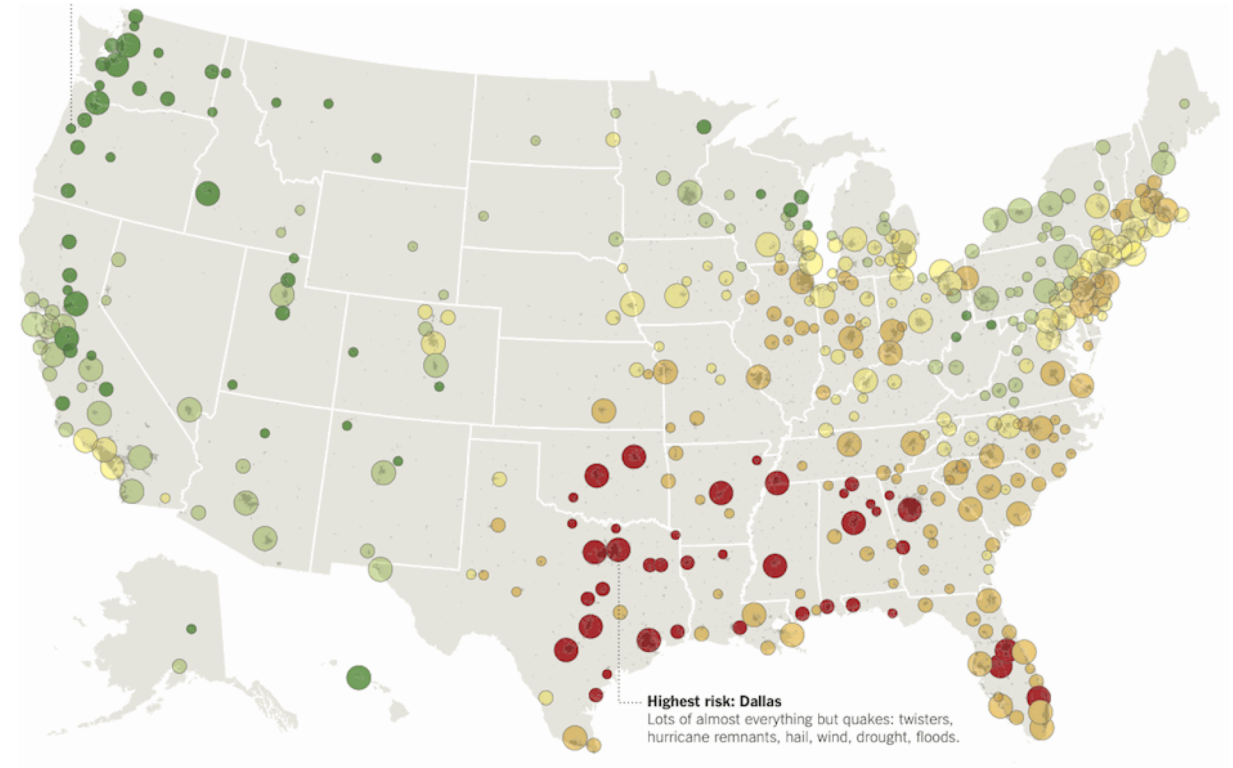 Highest risk: Dallas
Lots of almost everything but quakes: twisters,
hurricane remnants, hail, wind, drought, floods.